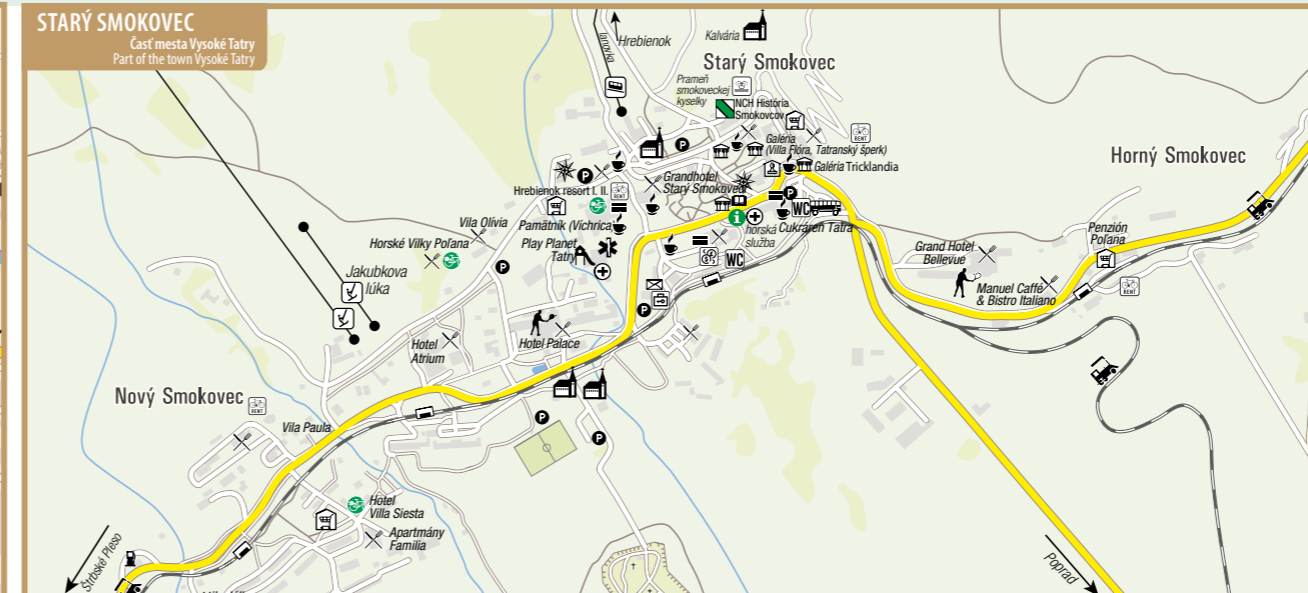 STARÝ SMOKOVEC
Časť mesta Vysoké Tatry
Part of the town Vysoké Tatry
lanovka
Hrebienok
Kalvária
Starý Smokovec
Prameň
smokoveckej
kyselky
NCH História
Smokovcov
RENT
Galéria
(Villa Flóra, Tatranský šperk)
Galéria Tricklandia
Horný Smokovec
P
P
Grandhotel
Starý Smokovec
Hrebienok resort I. II.
RENT
P
Pamätník (Víchrica)
i
WC
Cukráreň Tatra
horská
služba
Vila Olívia
Horské Vilky Poľana
Play Planet
Tatry
WC
Grand Hotel
Bellevue
Penzión
Poľana
P
Jakubkova
lúka
Manuel Caffé
& Bistro Italiano
RENT
P
Hotel Palace
Hotel
Atrium
Nový Smokovec
RENT
Vila Paula
P
P
Hotel
Villa Siesta
Apartmány
Familia
Štrbské Pleso
Poprad